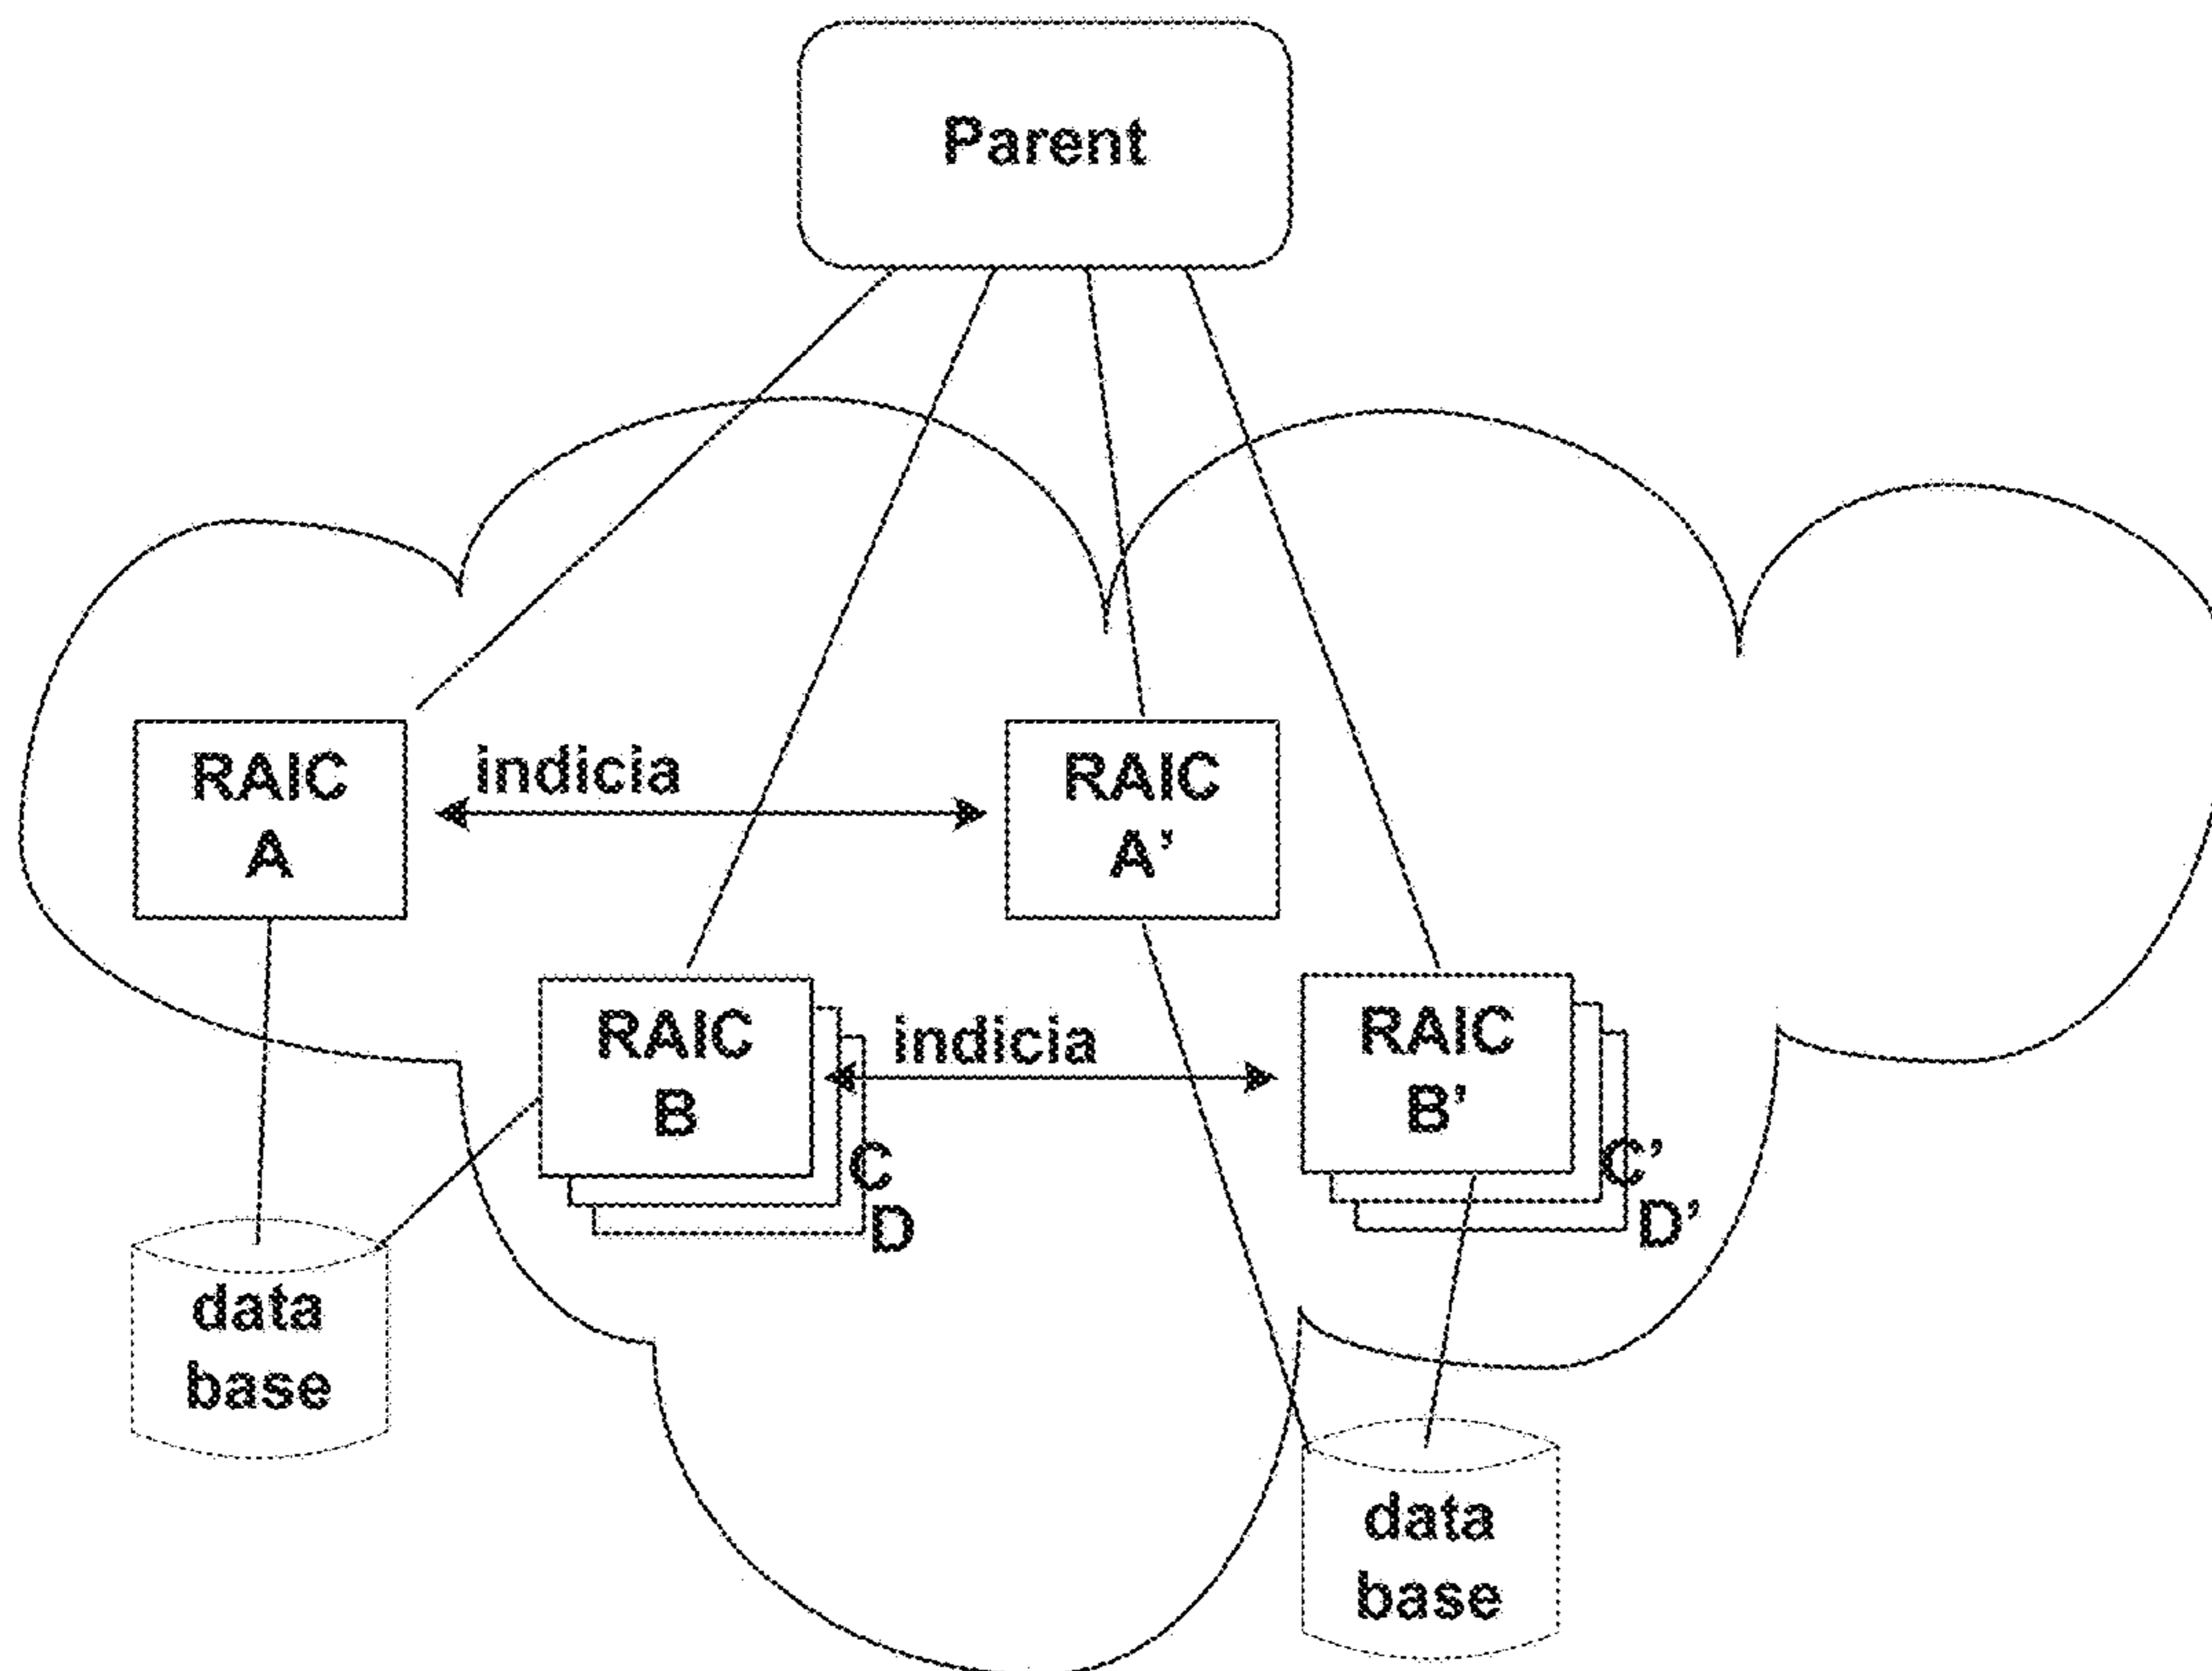 Parent
RAIC
A
indicia
RAIC
A’
RAIC
B
C
D
indicia
RAIC
B’
C’
D’
data
base
data
base